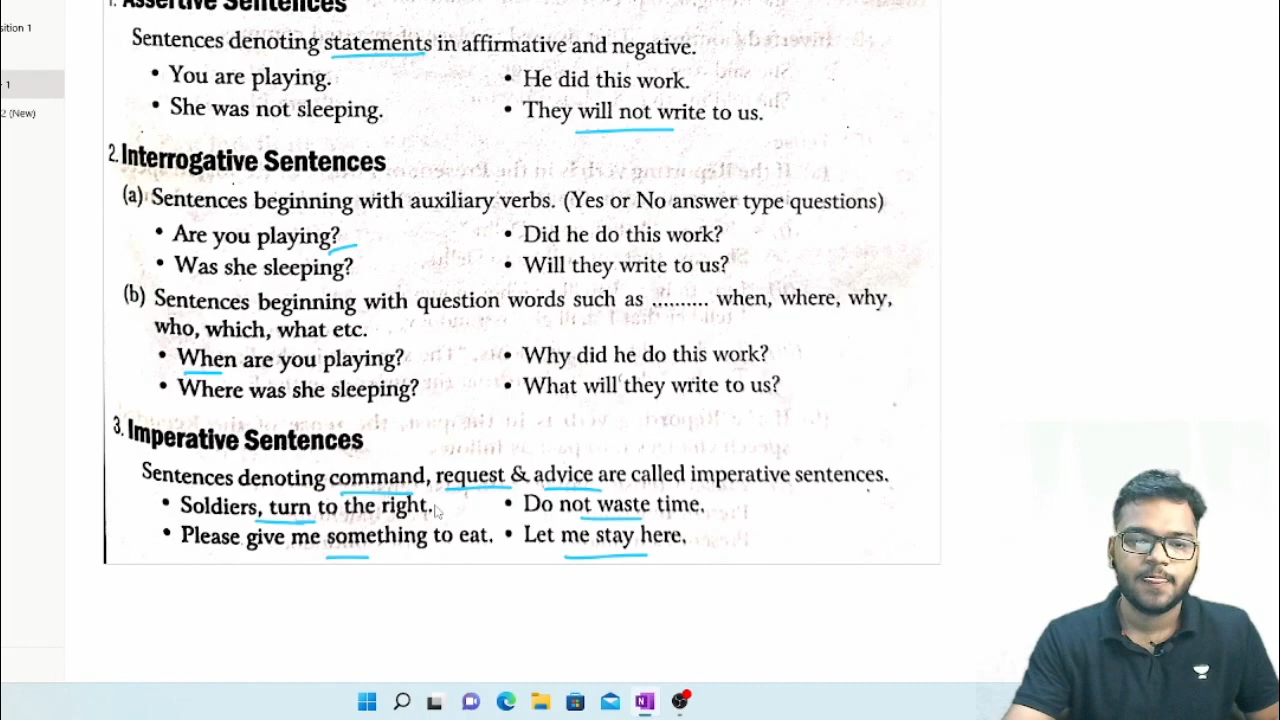 1. Assertive Sentences
sition 1
Sentences denoting statements in affirmative and negative.
• You are playing.
• He did this work.
1
• She was not sleeping.
• They will not write to us.
2 (New)
2. Interrogative Sentences
(a) Sentences beginning with auxiliary verbs. (Yes or No answer type questions)
• Are you playing?
• Did he do this work?
• Was she sleeping?
• Will they write to us?
(b) Sentences beginning with question words such as .......... when, where, why,
who, which, what etc.
• When are you playing?
• Why did he do this work?
• Where was she sleeping?
• What will they write to us?
3. Imperative Sentences
Sentences denoting command, request & advice are called imperative sentences.
• Soldiers, turn to the right.
• Do not waste time.
• Please give me something to eat.
• Let me stay here.